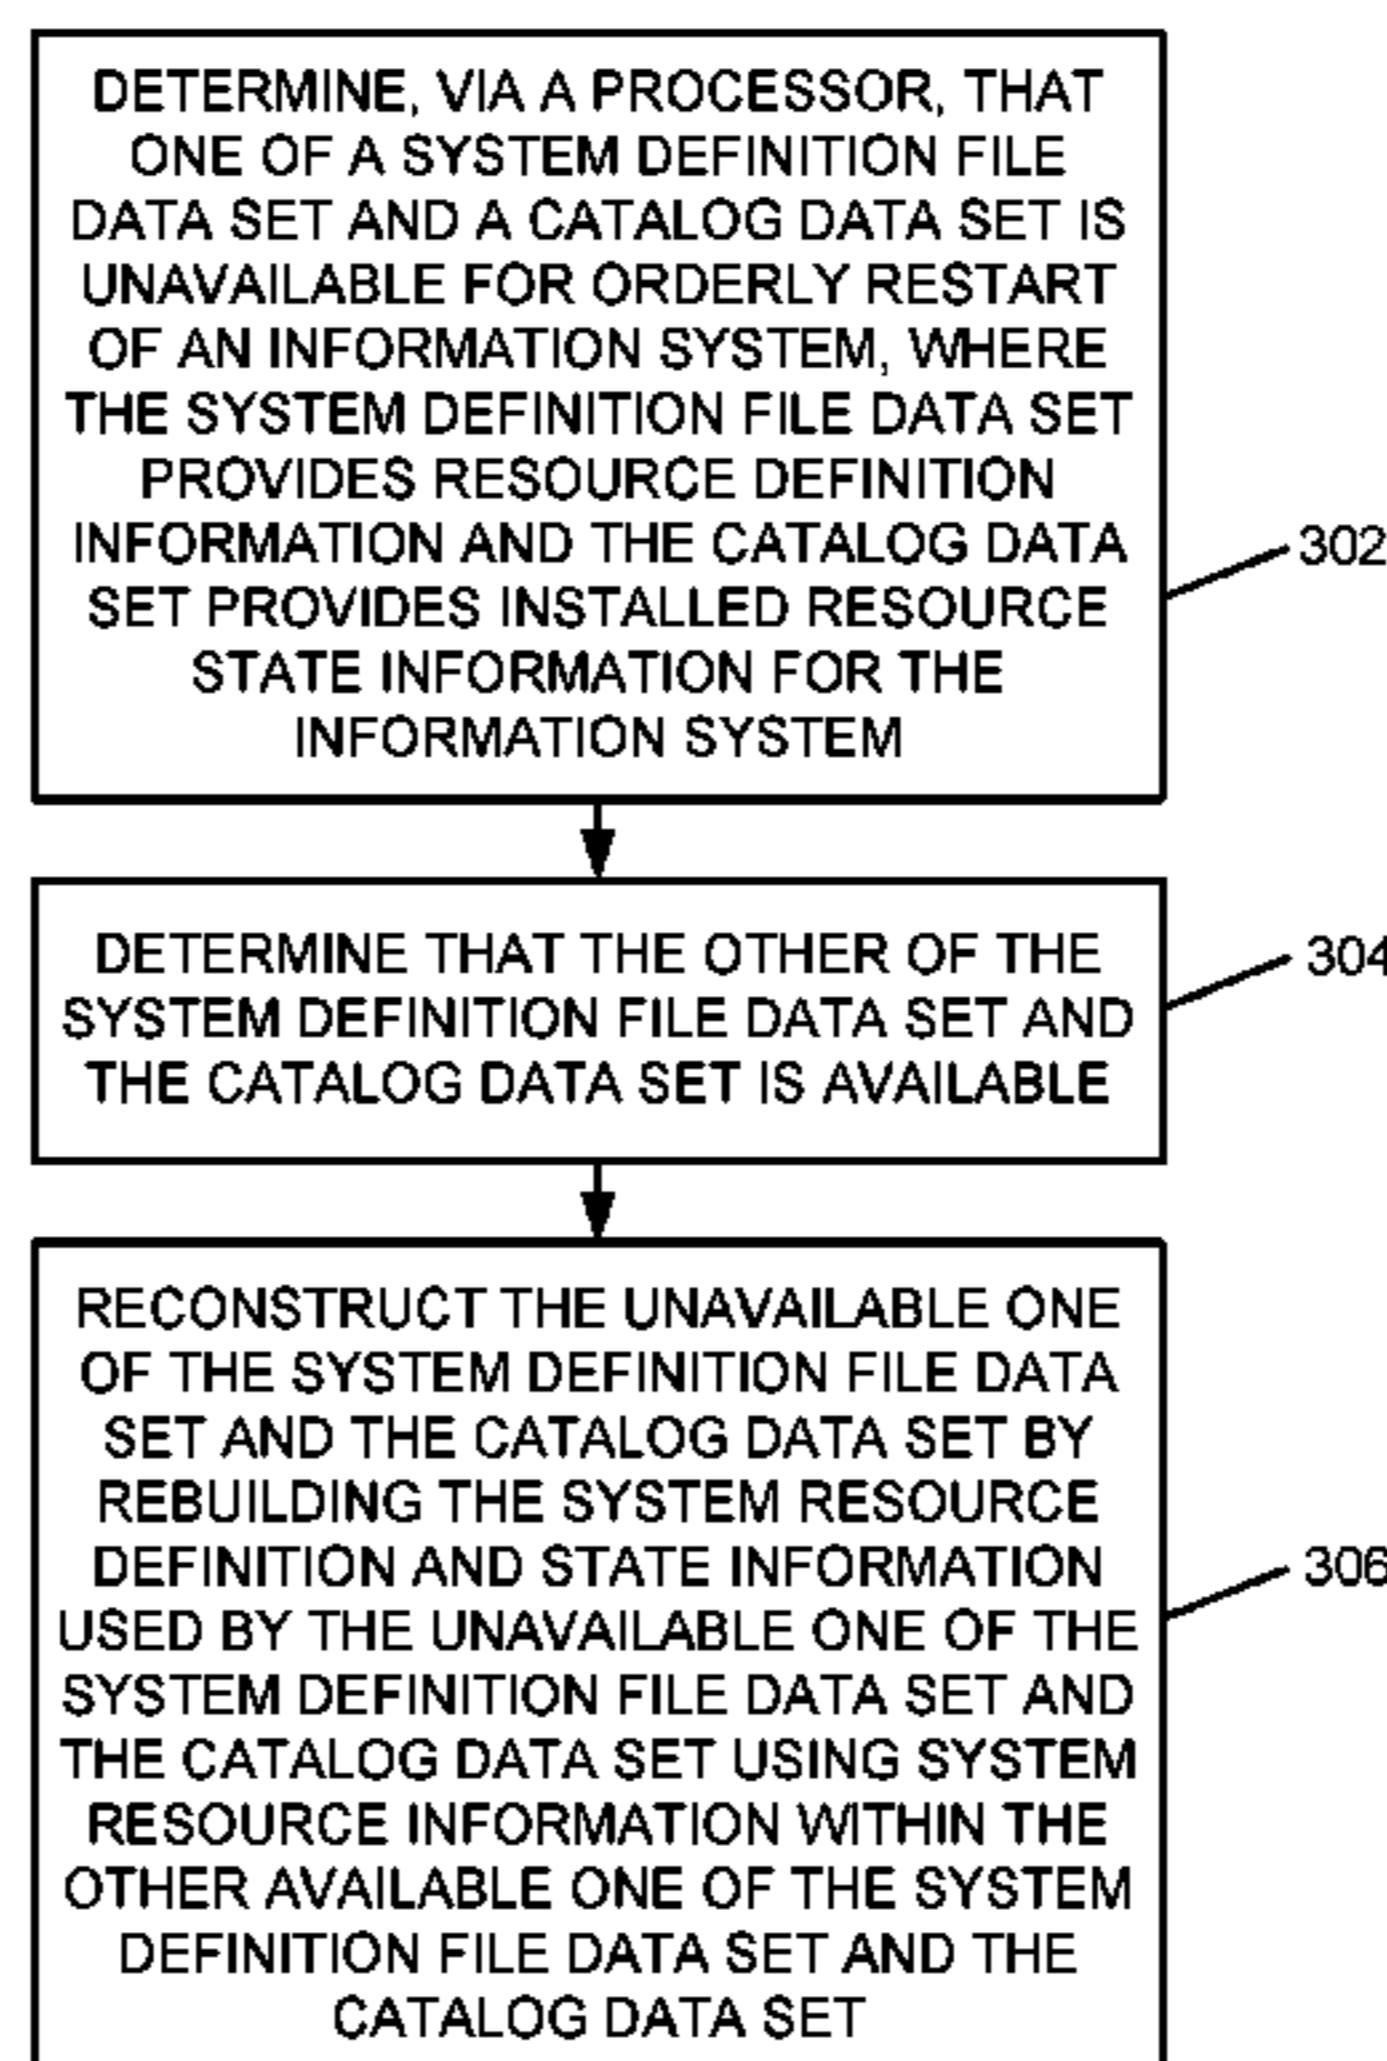 DETERMINE, VIA A PROCESSOR, THAT
ONE OF A SYSTEM DEFINITION FILE
DATA SET AND A CATALOG DATA SET IS
UNAVAILABLE FOR ORDERLY RESTART
OF AN INFORMATION SYSTEM, WHERE
THE SYSTEM DEFINITION FILE DATA SET
PROVIDES RESOURCE DEFINITION
INFORMATION AND THE CATALOG DATA
SET PROVIDES INSTALLED RESOURCE
STATE INFORMATION FOR THE
INFORMATION SYSTEM
302
DETERMINE THAT THE OTHER OF THE
SYSTEM DEFINITION FILE DATA SET AND
THE CATALOG DATA SET IS AVAILABLE
304
RECONSTRUCT THE UNAVAILABLE ONE
OF THE SYSTEM DEFINITION FILE DATA
SET AND THE CATALOG DATA SET BY
REBUILDING THE SYSTEM RESOURCE
DEFINITION AND STATE INFORMATION
USED BY THE UNAVAILABLE ONE OF THE
SYSTEM DEFINITION FILE DATA SET AND
THE CATALOG DATA SET USING SYSTEM
RESOURCE INFORMATION WITHIN THE
OTHER AVAILABLE ONE OF THE SYSTEM
DEFINITION FILE DATA SET AND THE
CATALOG DATA SET
306